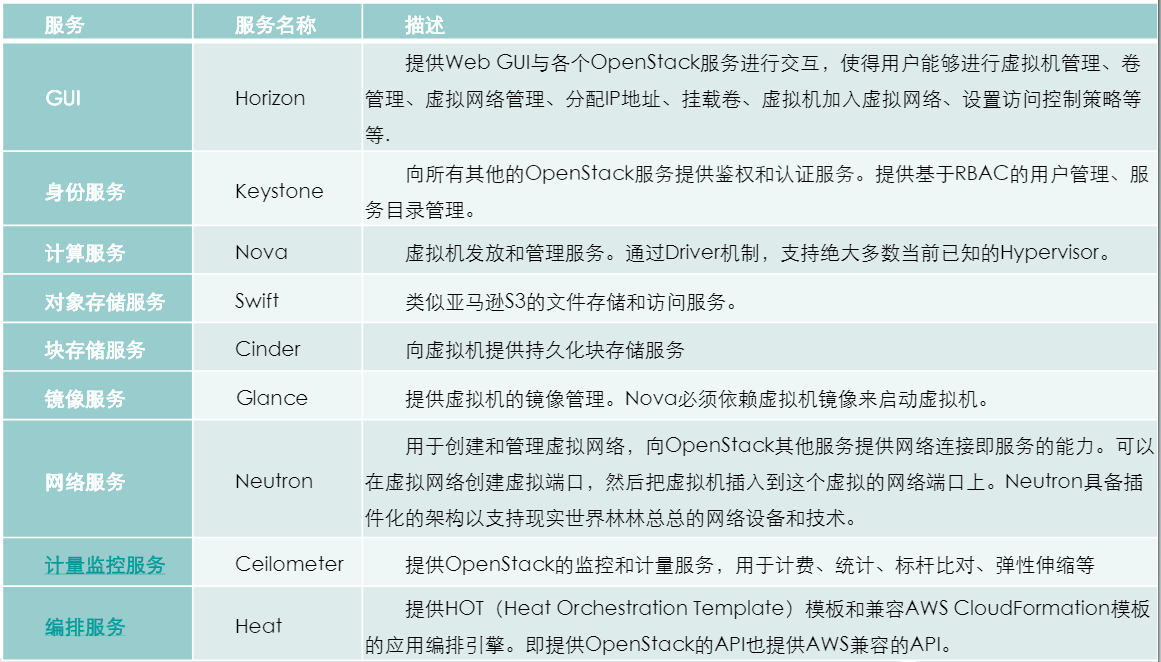 服务 服务名称 描述
GUI Horizon 提供Web GUI与各个OpenStack服务进行交互，使得用户能够进行虚拟机管理、卷
管理、虚拟网络管理、分配IP地址、挂载卷、虚拟机加入虚拟网络、设置访问控制策略等
等.
身份服务 Keystone 向所有其他的OpenStack服务提供鉴权和认证服务。提供基于RBAC的用户管理、服
务目录管理。
计算服务 Nova 虚拟机发放和管理服务。通过Driver机制，支持绝大多数当前已知的Hypervisor。
对象存储服务 Swift 类似亚马逊S3的文件存储和访问服务。
块存储服务 Cinder 向虚拟机提供持久化块存储服务
镜像服务 Glance 提供虚拟机的镜像管理。Nova必须依赖虚拟机镜像来启动虚拟机。
网络服务 Neutron 用于创建和管理虚拟网络，向OpenStack其他服务提供网络连接即服务的能力。可以
在虚拟网络创建虚拟端口，然后把虚拟机插入到这个虚拟的网络端口上。Neutron具备插
件化的架构以支持现实世界林林总总的网络设备和技术。
计量监控服务 Ceilometer 提供OpenStack的监控和计量服务，用于计费、统计、标杆比对、弹性伸缩等
编排服务 Heat 提供HOT（Heat Orchestration Template）模板和兼容AWS CloudFormation模板
的应用编排引擎。即提供OpenStack的API也提供AWS兼容的API。